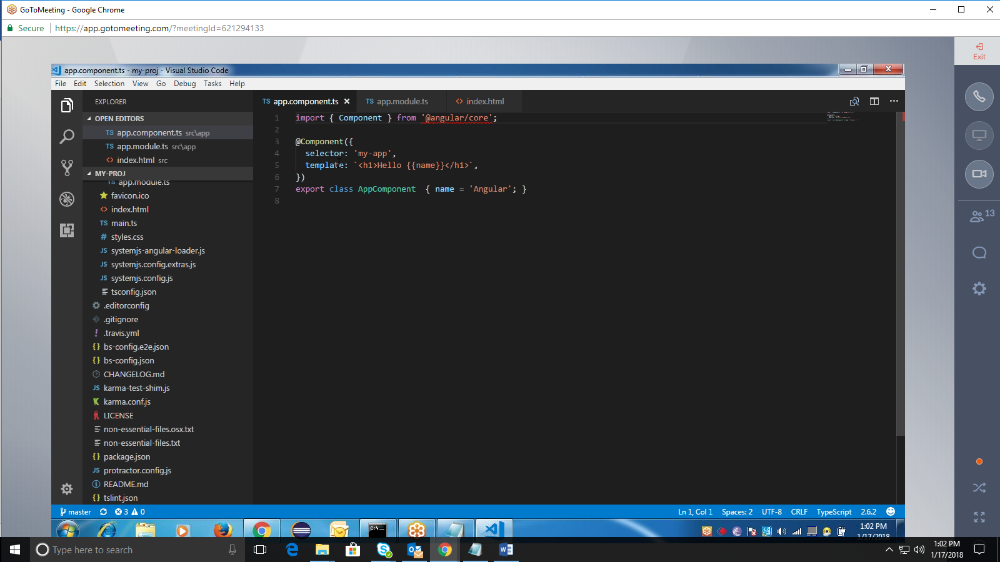 GoToMeeting - Google Chrome
Secure
https://app.gotomeeting.com/?meetingId=621294133
Exit
app.component.ts - my-proj - Visual Studio Code
File Edit Selection View Go Debug Tasks Help
EXPLORER
OPEN EDITORS
TS app.component.ts src\app
TS app.module.ts src\app
<> index.html src
MY-PROJ
TS app.module.ts
favicon.ico
<> index.html
TS main.ts
# styles.css
JS systemjs-angular-loader.js
JS systemjs.config.extras.js
JS systemjs.config.js
tsconfig.json
.editorconfig
.gitignore
! .travis.yml
{} bs-config.e2e.json
{} bs-config.json
CHANGELOG.md
JS karma-test-shim.js
K karma.conf.js
LICENSE
non-essential-files.osx.txt
non-essential-files.txt
{} package.json
JS protractor.config.js
README.md
{} tslint.json
TS app.component.ts
TS app.module.ts
<> index.html
1 import { Component } from '@angular/core';
2
3 @Component({
4 selector: 'my-app',
5 template: `<h1>Hello {{name}}</h1>`,
6 })
7 export class AppComponent { name = 'Angular'; }
8
13
master 3 0
Ln 1, Col 1 Spaces: 2 UTF-8 CRLF TypeScript 2.6.2
C:\_
1:02 PM
1/17/2018
Type here to search
1:02 PM
1/17/2018